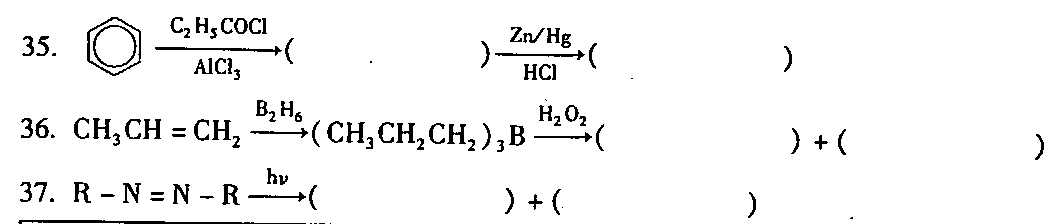 35. C₂H₅COCl AlCl₃ ( ) Zn/Hg HCl ( )
36. CH₃CH = CH₂ B₂H₆ (CH₃CH₂CH₂)₃B H₂O₂ ( ) + ( )
37. R – N = N – R hν ( ) + ( )